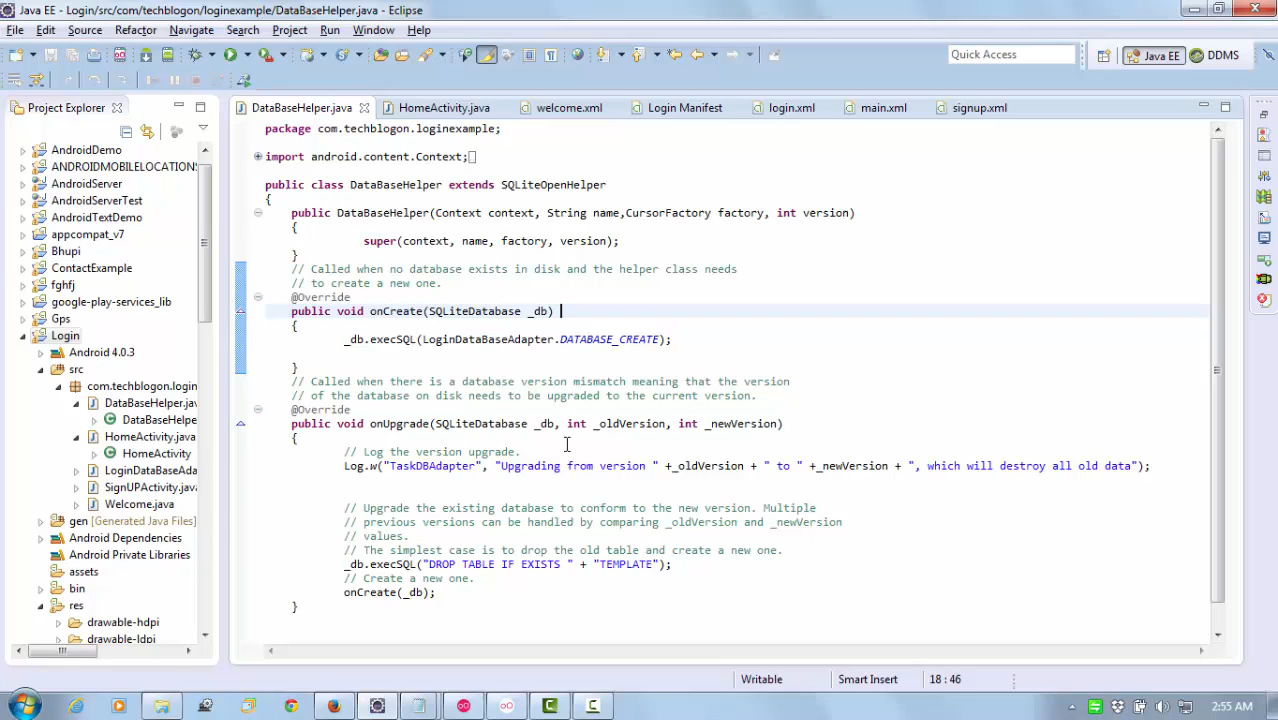 Java EE - Login/src/com/techblogon/loginexample/DataBaseHelper.java - Eclipse
File Edit Source Refactor Navigate Search Project Run Window Help
Quick Access
Java EE
DDMS
Project Explorer
DataBaseHelper.java
HomeActivity.java
welcome.xml
Login Manifest
login.xml
main.xml
signup.xml
AndroidDemo
ANDROIDMOBILELOCATIONS
AndroidServer
AndroidServerTest
AndroidTextDemo
appcompat_v7
Bhupi
ContactExample
fghfj
google-play-services_lib
Gps
Login
Android 4.0.3
src
com.techblogon.login
DataBaseHelper.java
DataBaseHelpe
HomeActivity.java
HomeActivity
LoginDataBaseAda
SignUPActivity.java
Welcome.java
gen [Generated Java Files]
Android Dependencies
Android Private Libraries
assets
bin
res
drawable-hdpi
drawable-ldpi
package com.techblogon.loginexample;
import android.content.Context;
public class DataBaseHelper extends SQLiteOpenHelper
{
public DataBaseHelper(Context context, String name,CursorFactory factory, int version)
{
super(context, name, factory, version);
}
// Called when no database exists in disk and the helper class needs
// to create a new one.
@Override
public void onCreate(SQLiteDatabase _db)
{
_db.execSQL(LoginDataBaseAdapter.DATABASE_CREATE);
}
// Called when there is a database version mismatch meaning that the version
// of the database on disk needs to be upgraded to the current version.
@Override
public void onUpgrade(SQLiteDatabase _db, int _oldVersion, int _newVersion)
{
// Log the version upgrade.
Log.w("TaskDBAdapter", "Upgrading from version " +_oldVersion + " to " +_newVersion + ", which will destroy all old data");
// Upgrade the existing database to conform to the new version. Multiple
// previous versions can be handled by comparing _oldVersion and _newVersion
// values.
// The simplest case is to drop the old table and create a new one.
_db.execSQL("DROP TABLE IF EXISTS " + "TEMPLATE");
// Create a new one.
onCreate(_db);
}
Writable
Smart Insert
18 : 46
2:55 AM